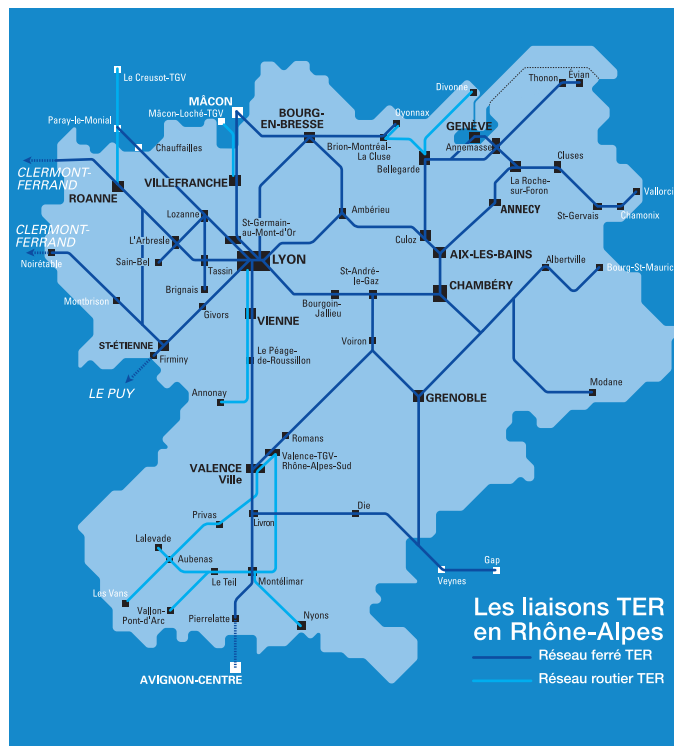 Le Creusot-TGV
Divonne
Thonon
Évian
MÂCON
Mâcon-Loché-TGV
Paray-le-Monial
BOURG-
EN-BRESSE
Oyonnax
GENÈVE
Chauffailles
Brion-Montréal-
La Cluse
Annemasse
Bellegarde
CLERMONT-
FERRAND
ROANNE
VILLEFRANCHE
La Roche-
sur-Foron
Cluses
Vallorci
Lozanne
St-Germain-
au-Mont-d'Or
Ambérieu
ANNECY
St-Gervais
Chamonix
CLERMONT-
FERRAND
L'Arbresle
Culoz
Noirétable
Sain-Bel
Tassin
LYON
AIX-LES-BAINS
St-André-
le-Gaz
Albertville
Bourg-St-Mauric
Brignais
CHAMBÉRY
Montbrison
Givors
Bourgoin-
Jallieu
VIENNE
ST-ÉTIENNE
Firminy
Voiron
Le Péage-
de-Roussillon
LE PUY
Annonay
GRENOBLE
Modane
Romans
VALENCE
Ville
Valence-TGV-
Rhône-Alpes-Sud
Privas
Livron
Die
Lalevade
Aubenas
Gap
Veynes
Les Vans
Le Teil
Montélimar
Vallon-
Pont-d'Arc
Pierrelatte
Nyons
AVIGNON-CENTRE
Les liaisons TER
en Rhône-Alpes
Réseau ferré TER
Réseau routier TER